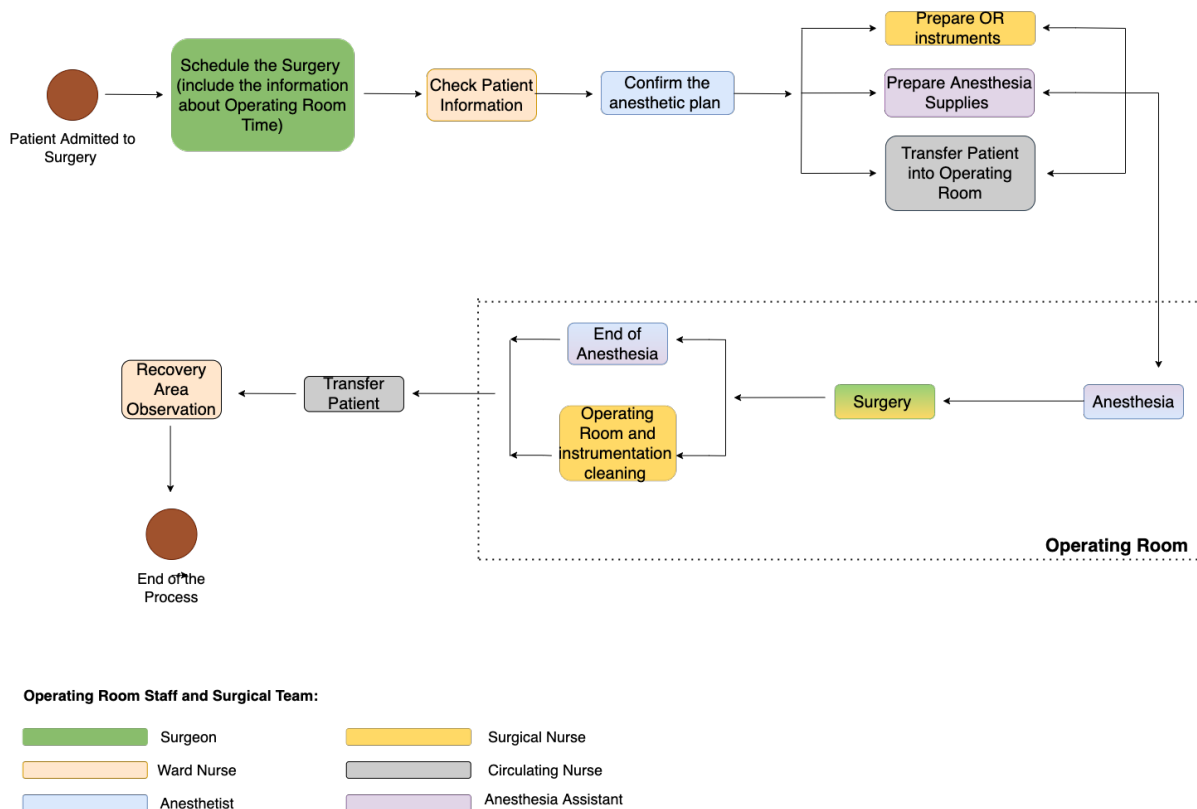 Patient Admitted to
Surgery
Schedule the Surgery
(include the information
about Operating Room
Time)
Check Patient
Information
Confirm the
anesthetic plan
Prepare OR
instruments
Prepare Anesthesia
Supplies
Transfer Patient
into Operating
Room
Recovery
Area
Observation
Transfer
Patient
End of
Anesthesia
Operating
Room and
instrumentation
cleaning
Surgery
Anesthesia
Operating Room
End of the
Process
Operating Room Staff and Surgical Team:
Surgeon
Surgical Nurse
Ward Nurse
Circulating Nurse
Anesthetist
Anesthesia Assistant